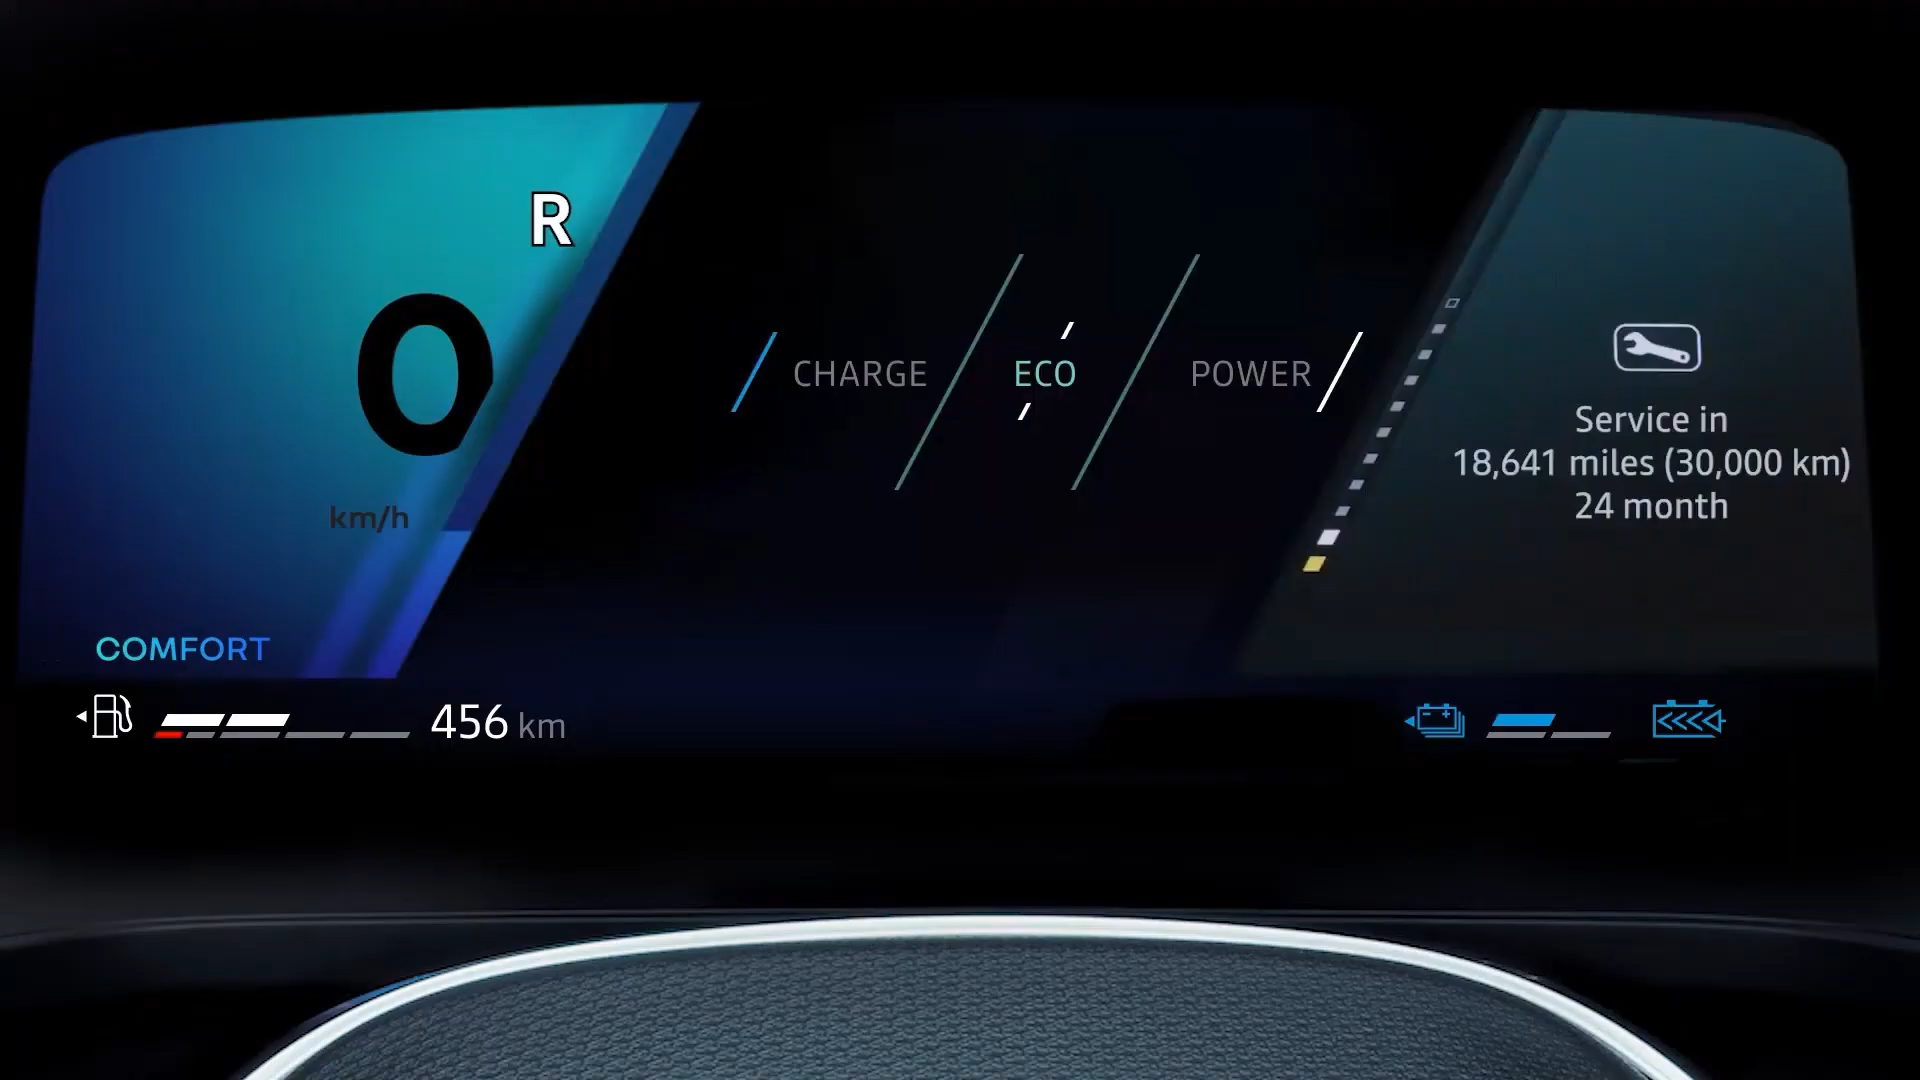 R
0
km/h
CHARGE
ECO
POWER
Service in
18,641 miles (30,000 km)
24 month
COMFORT
456 km